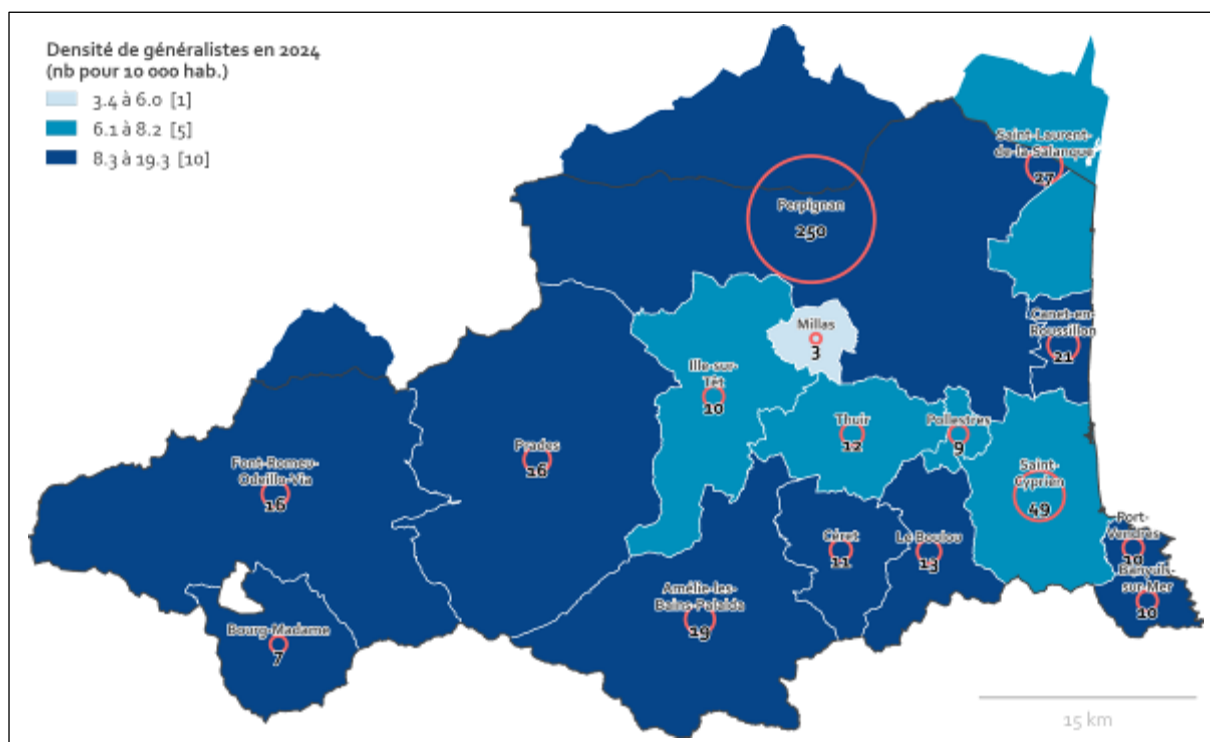 Densité de généralistes en 2024
(nb pour 10 000 hab.)
3.4 à 6.0 [1]
6.1 à 8.2 [5]
8.3 à 19.3 [10]
Saint-Laurent-
de-la-Salanque
27
Perpignan
250
Canet-en-
Roussillon
21
Millas
3
Ille-sur-
Têt
10
Thuir
12
Pollestres
9
Prades
16
Font-Romeu-
Odeillo-Via
16
Saint-
Cyprien
49
Port-
Vendres
10
Céret
11
Le Boulou
13
Banyuls-
sur-Mer
10
Amélie-les-
Bains-Palalda
19
Bourg-Madame
7
15 km